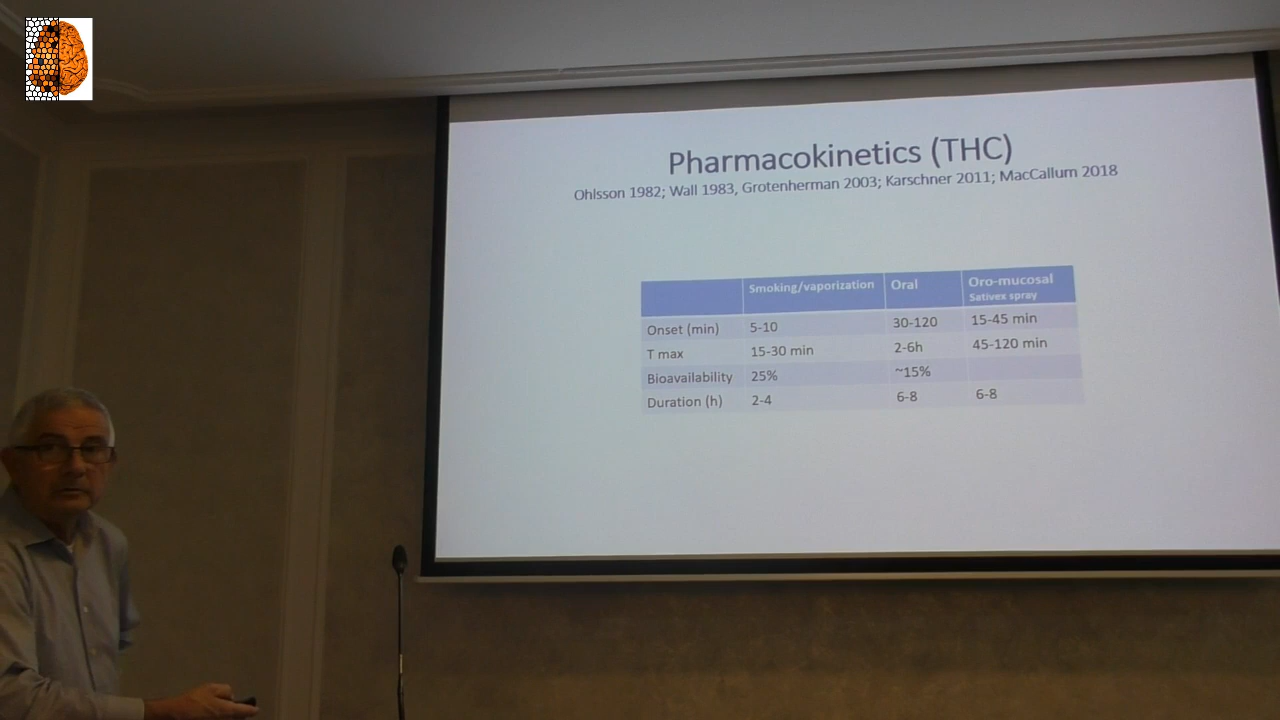 Pharmacokinetics (THC)
Ohlsson 1982; Wall 1983, Grotenherman 2003; Karschner 2011; MacCallum 2018
Smoking/vaporization Oral Oro-mucosal
Sativex spray
Onset (min) 5-10 30-120 15-45 min
T max 15-30 min 2-6h 45-120 min
Bioavailability 25% ~15%
Duration (h) 2-4 6-8 6-8